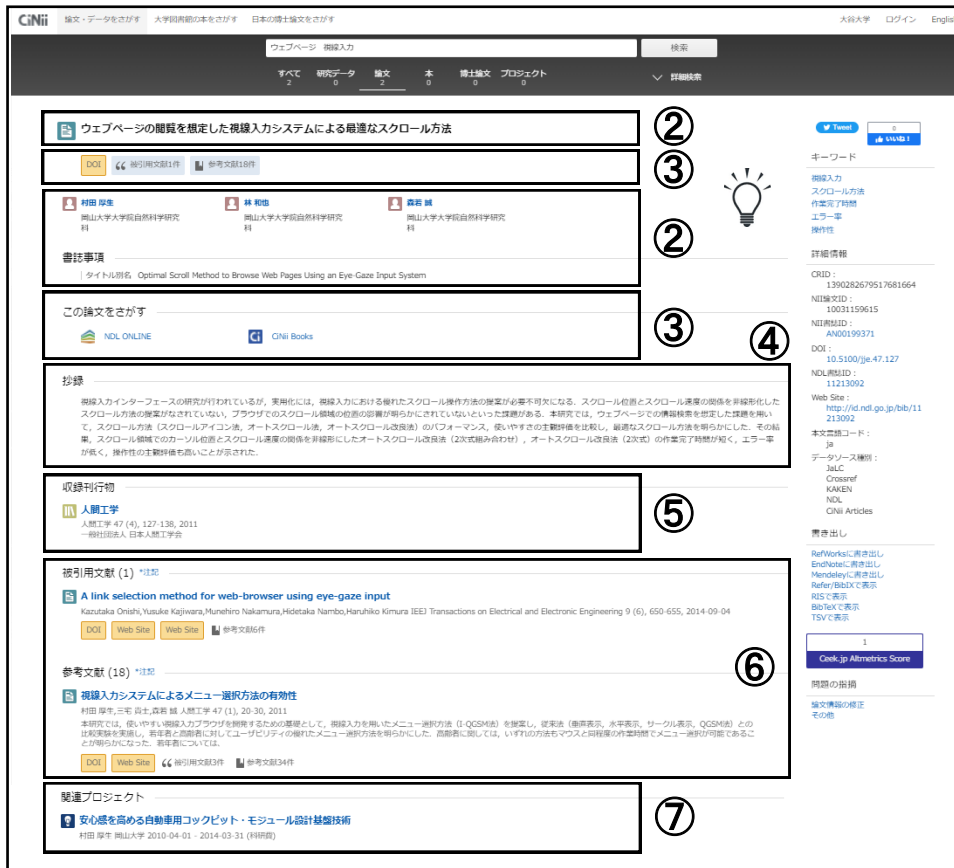 CiNii 論文・データをさがす 大学図書館の本をさがす 日本の博士論文をさがす 大谷大学 ログイン English
ウェブページ 視線入力 検索
すべて 研究データ 論文 本 博士論文 プロジェクト 詳細検索
2 0 2 0 0 0
ウェブページの閲覧を想定した視線入力システムによる最適なスクロール方法
②
DOI 被引用文献1件 参考文献18件
③
村田 厚生 林 和也 森若 誠
岡山大学大学院自然科学研究科 岡山大学大学院自然科学研究科 岡山大学大学院自然科学研究科
②
書誌事項
タイトル別名 Optimal Scroll Method to Browse Web Pages Using an Eye-Gaze Input System
この論文をさがす
NDL ONLINE CiNii Books
③
④
抄録
視線入力インターフェースの研究が行われているが，実用化には，視線入力における優れたスクロール操作方法の提案が必要不可欠になる．スクロール位置とスクロール速度の関係を非線形化した
スクロール方法の提案がなされていない，ブラウザでのスクロール領域の位置の影響が明らかにされていないといった課題がある．本研究では，ウェブページでの情報検索を想定した課題を用い
て，スクロール方法（スクロールアイコン法，オートスクロール法，オートスクロール改良法）のパフォーマンス，使いやすさの主観評価を比較し，最適なスクロール方法を明らかにした．その結
果，スクロール領域でのカーソル位置とスクロール速度の関係を非線形にしたオートスクロール改良法（2次式組み合わせ），オートスクロール改良法（2次式）の作業完了時間が短く，エラー率
が低く，操作性の主観評価も高いことが示された．
収録刊行物
人間工学
人間工学 47 (4), 127-138, 2011
一般社団法人 日本人間工学会
⑤
被引用文献 (1) *注記
A link selection method for web-browser using eye-gaze input
Kazutaka Onishi,Yusuke Kajiwara,Munehiro Nakamura,Hidetaka Nambo,Haruhiko Kimura IEEJ Transactions on Electrical and Electronic Engineering 9 (6), 650-655, 2014-09-04
DOI Web Site Web Site 参考文献6件
⑥
参考文献 (18) *注記
視線入力システムによるメニュー選択方法の有効性
村田 厚生,三宅 貢士,森若 誠 人間工学 47 (1), 20-30, 2011
本研究では，使いやすい視線入力ブラウザを開発するための基礎として，視線入力を用いたメニュー選択方法（I-QGSM法）を提案し，従来法（垂直表示，水平表示，サークル表示，QGSM法）との
比較実験を実施し，若年者と高齢者に対してユーザビリティの優れたメニュー選択方法を明らかにした．高齢者に関しては，いずれの方法もマウスと同程度の作業時間でメニュー選択が可能であるこ
とが明らかになった．若年者については．
DOI Web Site 被引用文献3件 参考文献34件
関連プロジェクト
安心感を高める自動車用コックピット・モジュール設計基盤技術
村田 厚生 岡山大学 2010-04-01 - 2014-03-31 (科研費)
⑦
Tweet 0
いいね！
キーワード
視線入力
スクロール方法
作業完了時間
エラー率
操作性
詳細情報
CRID :
1390282679517681664
NII論文ID :
10031159615
NII書誌ID :
AN00199371
DOI :
10.5100/jje.47.127
NDL書誌ID :
11213092
Web Site :
http://id.ndl.go.jp/bib/11
213092
本文言語コード :
ja
データソース種別 :
JaLC
Crossref
KAKEN
NDL
CiNii Articles
書き出し
RefWorksに書き出し
EndNoteに書き出し
Mendeleyに書き出し
Refer/BibIXで表示
RISで表示
BibTeXで表示
TSVで表示
1
Ceek.jp Altmetrics Score
問題の指摘
論文情報の修正
その他